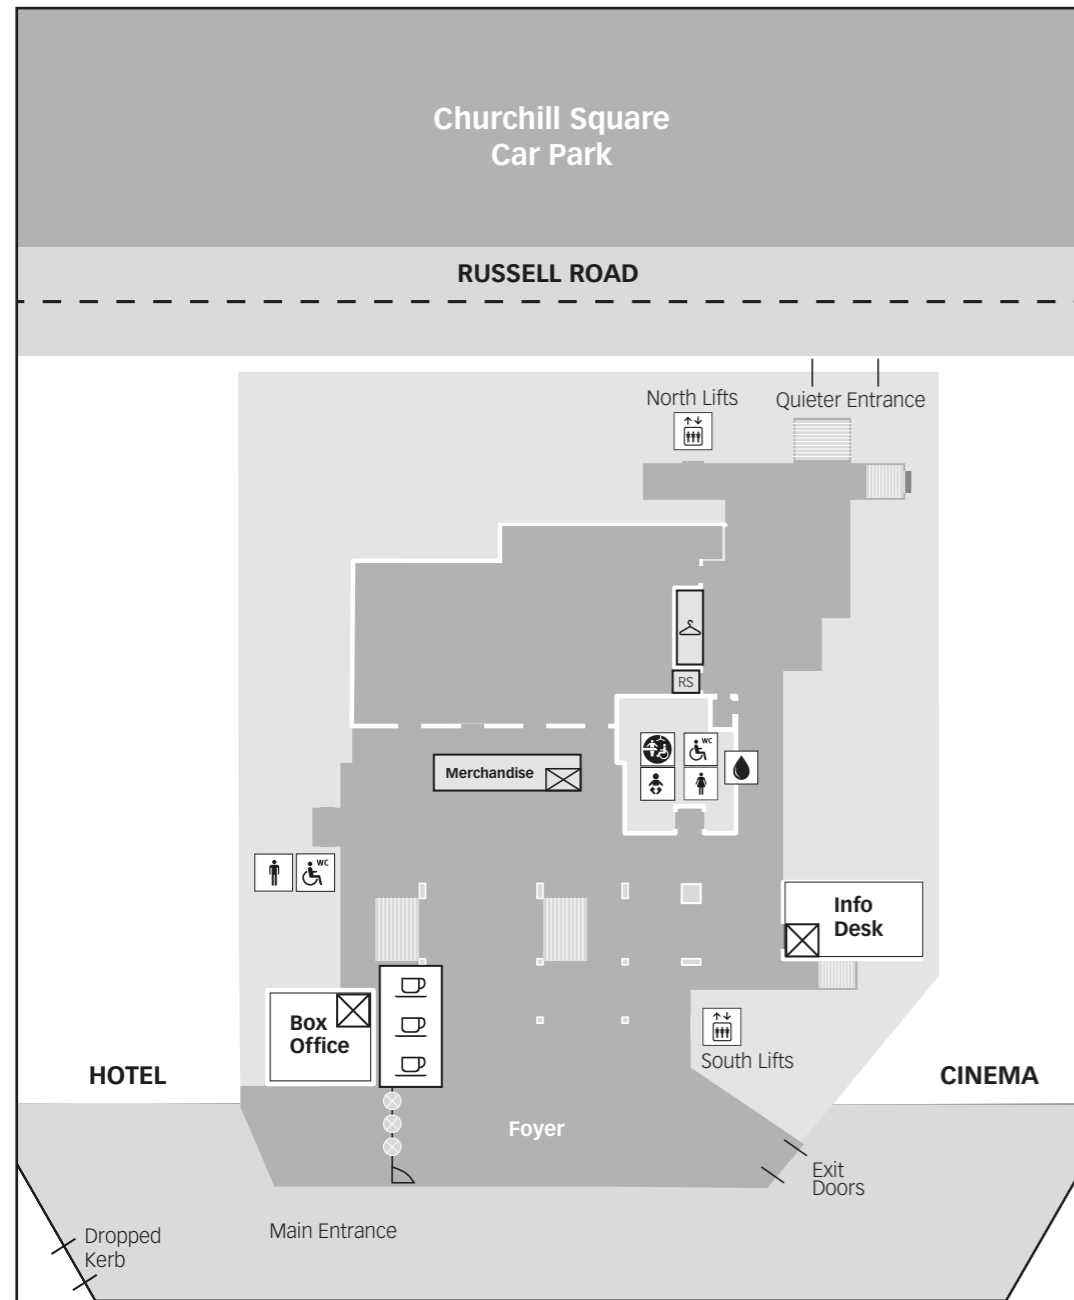 Churchill Square
Car Park
RUSSELL ROAD
North Lifts
Quieter Entrance
RS
WC
Merchandise
WC
Info
Desk
Box
Office
South Lifts
HOTEL
CINEMA
Foyer
Exit
Doors
Main Entrance
Dropped
Kerb